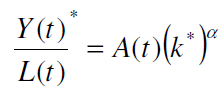 Y(t)* / L(t) = A(t)(k*)^α